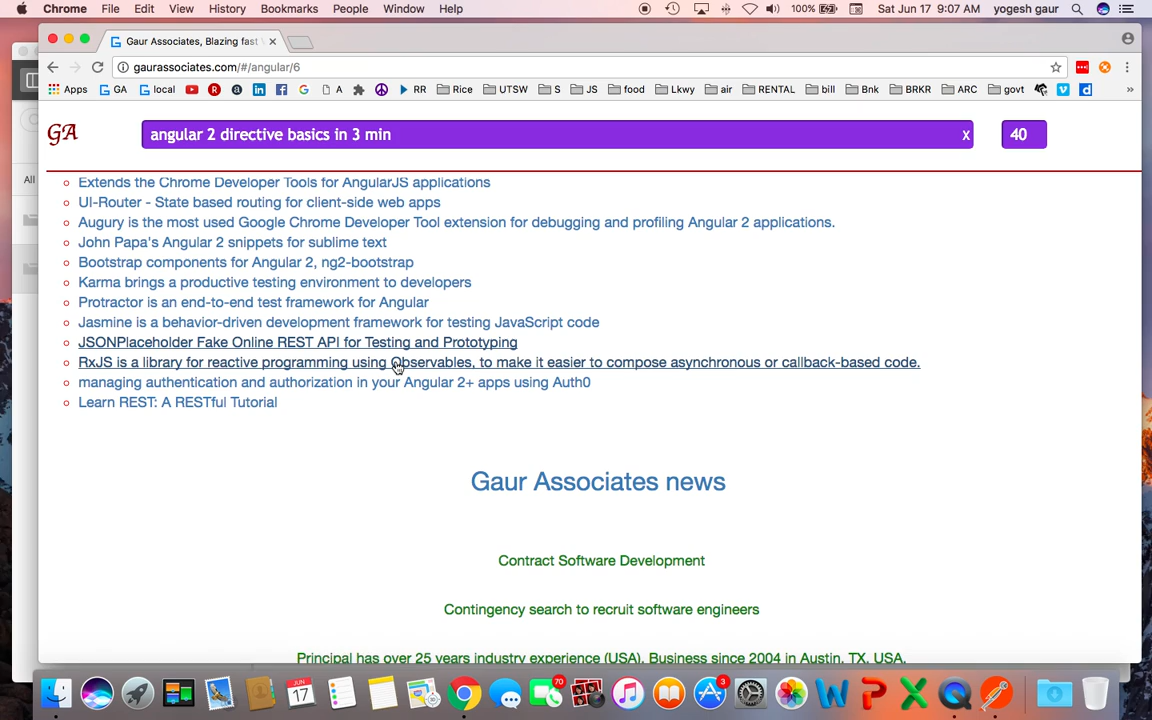 Chrome File Edit View History Bookmarks People Window Help 100% Sat Jun 17 9:07 AM yogesh gaur
Gaur Associates, Blazing fast
gaurassociates.com/#/angular/6
Apps GA local A RR Rice UTSW S JS food Lkwy air RENTAL bill Bnk BRKR ARC govt »
GA angular 2 directive basics in 3 min x 40
All
Extends the Chrome Developer Tools for AngularJS applications
UI-Router - State based routing for client-side web apps
Augury is the most used Google Chrome Developer Tool extension for debugging and profiling Angular 2 applications.
John Papa's Angular 2 snippets for sublime text
Bootstrap components for Angular 2, ng2-bootstrap
Karma brings a productive testing environment to developers
Protractor is an end-to-end test framework for Angular
Jasmine is a behavior-driven development framework for testing JavaScript code
JSONPlaceholder Fake Online REST API for Testing and Prototyping
RxJS is a library for reactive programming using Observables, to make it easier to compose asynchronous or callback-based code.
managing authentication and authorization in your Angular 2+ apps using Auth0
Learn REST: A RESTful Tutorial
Gaur Associates news
Contract Software Development
Contingency search to recruit software engineers
Principal has over 25 years industry experience (USA). Business since 2004 in Austin, TX, USA.
JUN 17 70 3